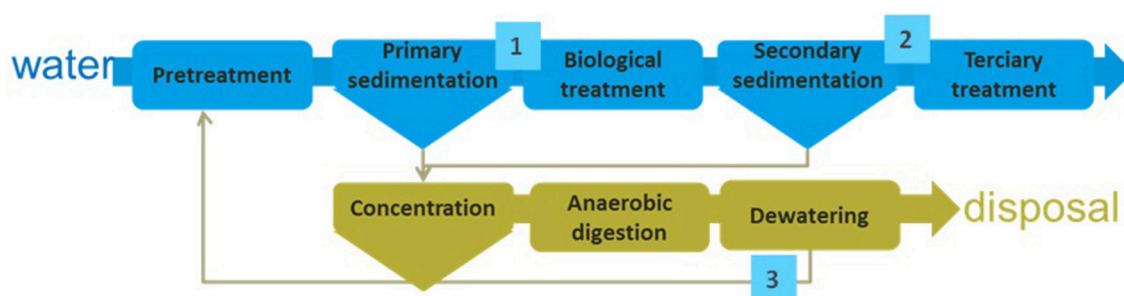 water
Pretreatment
Primary
sedimentation
1
Biological
treatment
Secondary
sedimentation
2
Terciary
treatment
Concentration
Anaerobic
digestion
Dewatering
disposal
3